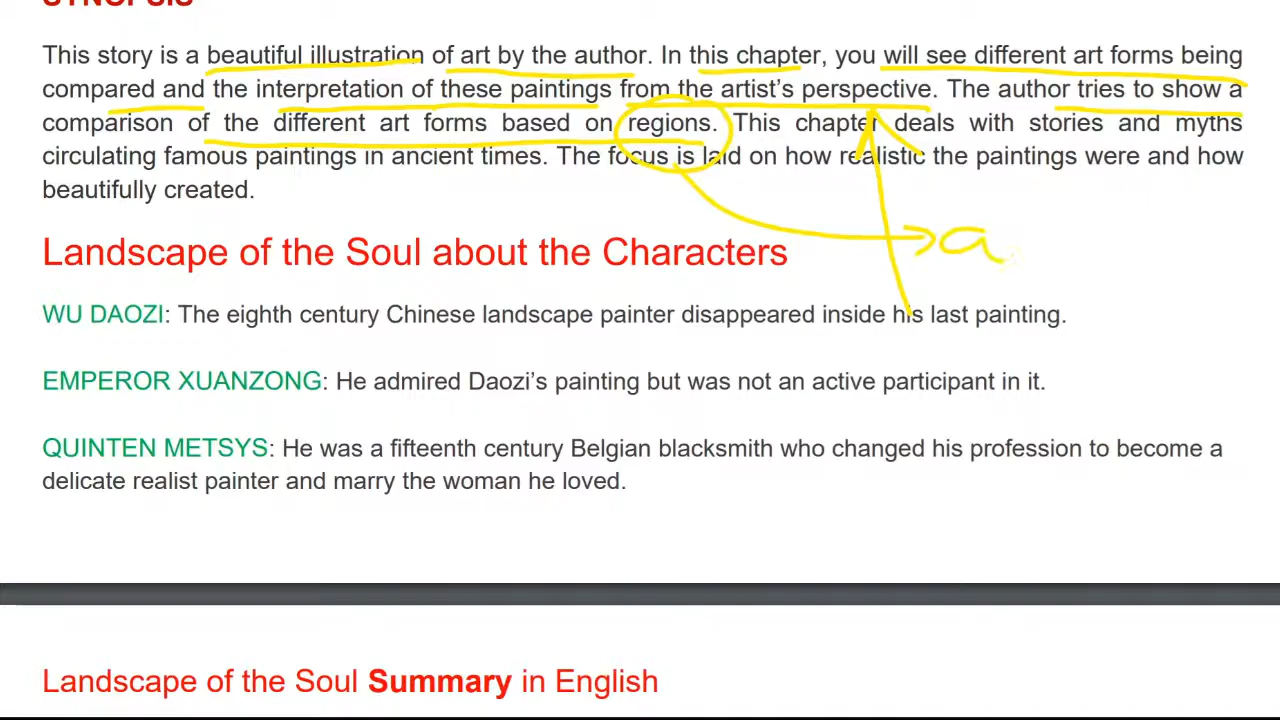 SYNOPSIS
This story is a beautiful illustration of art by the author. In this chapter, you will see different art forms being
compared and the interpretation of these paintings from the artist's perspective. The author tries to show a
comparison of the different art forms based on regions. This chapter deals with stories and myths
circulating famous paintings in ancient times. The focus is laid on how realistic the paintings were and how
beautifully created.
a
Landscape of the Soul about the Characters
WU DAOZI: The eighth century Chinese landscape painter disappeared inside his last painting.
EMPEROR XUANZONG: He admired Daozi's painting but was not an active participant in it.
QUINTEN METSYS: He was a fifteenth century Belgian blacksmith who changed his profession to become a
delicate realist painter and marry the woman he loved.
Landscape of the Soul Summary in English